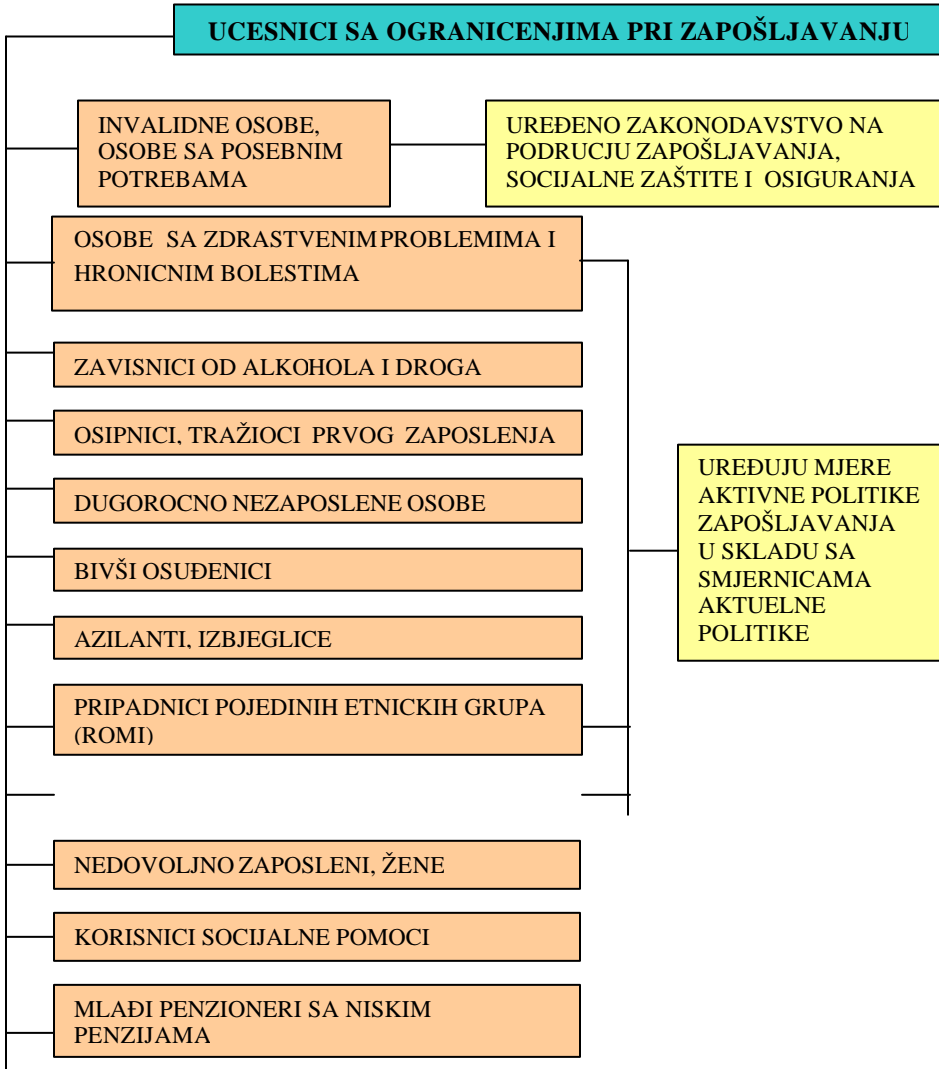 UCESNICI SA OGRANICENJIMA PRI ZAPOŠLJAVANJU
INVALIDNE OSOBE,
OSOBE SA POSEBNIM
POTREBAMA
UREĐENO ZAKONODAVSTVO NA
PODRUCJU ZAPOŠLJAVANJA,
SOCIJALNE ZAŠTITE I OSIGURANJA
OSOBE SA ZDRASTVENIM PROBLEMIMA I
HRONICNIM BOLESTIMA
ZAVISNICI OD ALKOHOLA I DROGA
OSIPNICI, TRAŽIOCI PRVOG ZAPOSLENJA
DUGOROCNO NEZAPOSLENE OSOBE
BIVŠI OSUĐENICI
AZILANTI, IZBJEGLICE
PRIPADNICI POJEDINIH ETNICKIH GRUPA
(ROMI)
UREĐUJU MJERE
AKTIVNE POLITIKE
ZAPOŠLJAVANJA
U SKLADU SA
SMJERNICAMA
AKTUELNE
POLITIKE
NEDOVOLJNO ZAPOSLENI, ŽENE
KORISNICI SOCIJALNE POMOCI
MLAĐI PENZIONERI SA NISKIM
PENZIJAMA